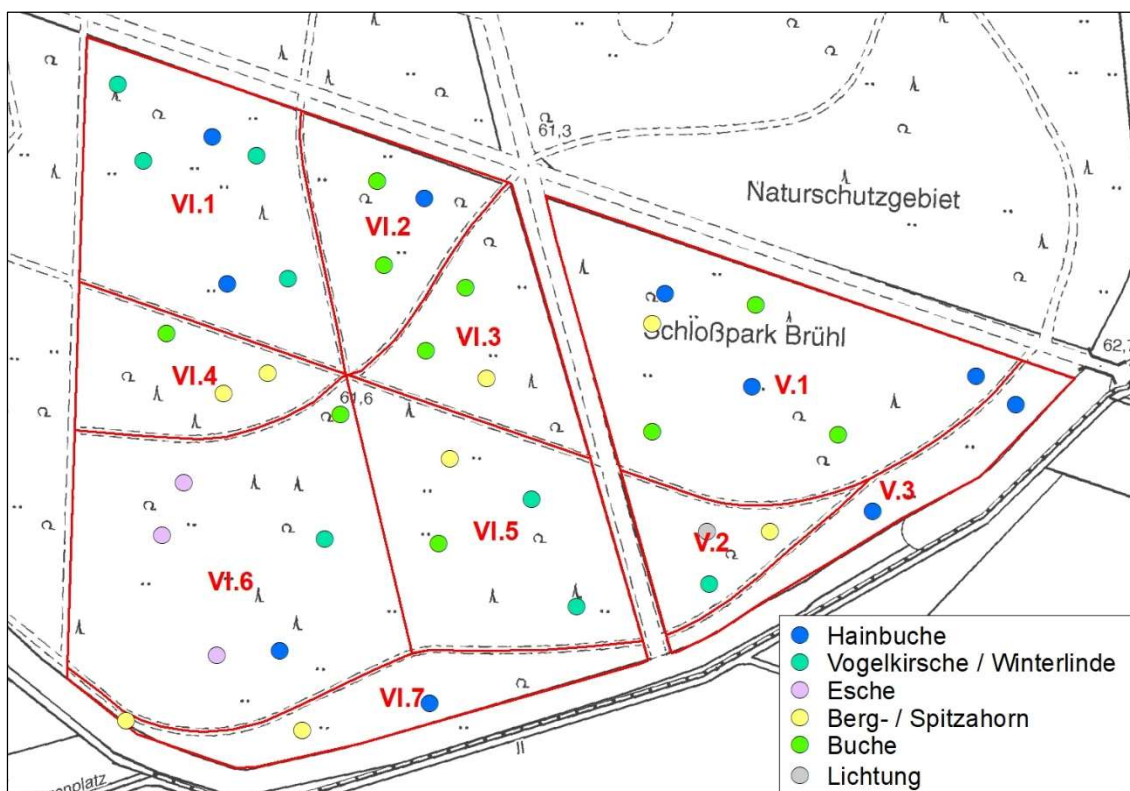 61,3
Naturschutzgebiet
VI.1
VI.2
Schloßpark Brühl
VI.3
62,7
VI.4
61,6
V.1
V.3
VI.5
V.2
VI.6
VI.7
II
Hainbuche
Vogelkirsche / Winterlinde
Esche
Berg- / Spitzahorn
Buche
Lichtung